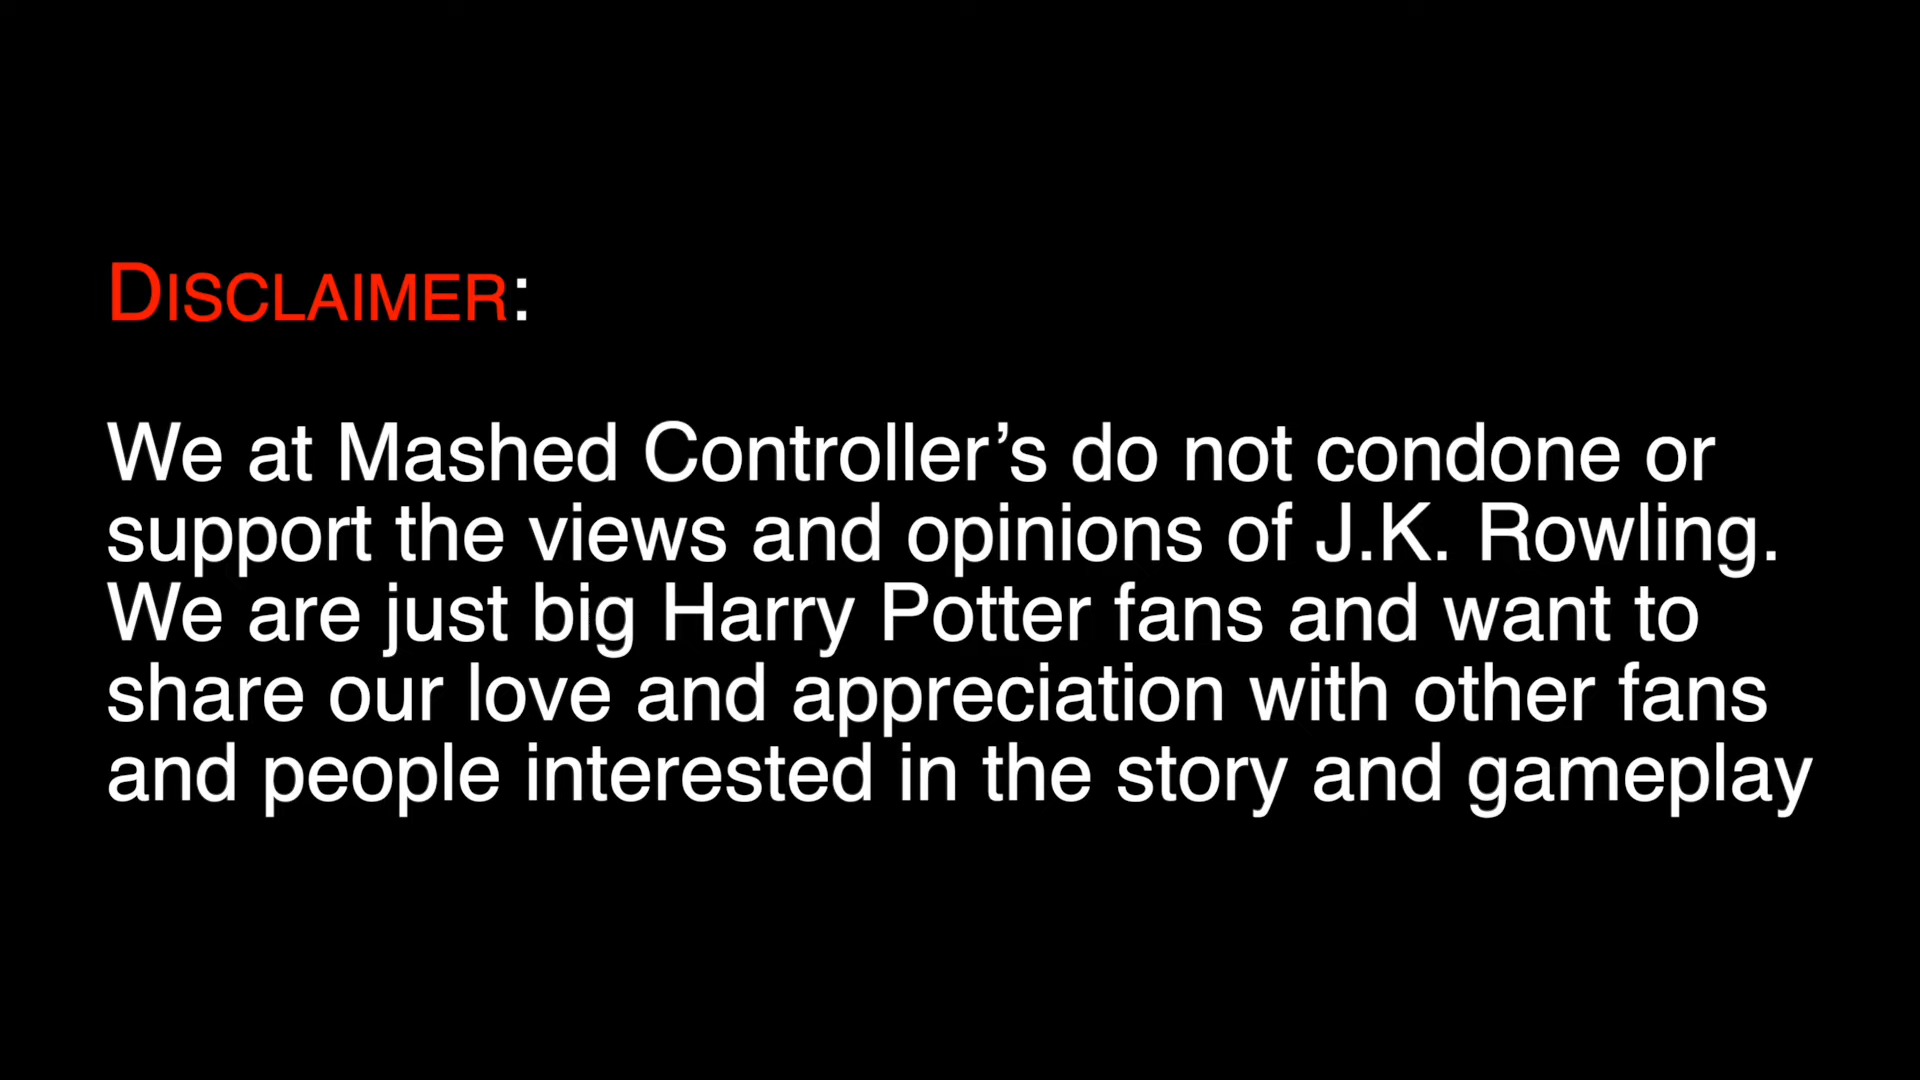 DISCLAIMER:
We at Mashed Controller’s do not condone or
support the views and opinions of J.K. Rowling.
We are just big Harry Potter fans and want to
share our love and appreciation with other fans
and people interested in the story and gameplay